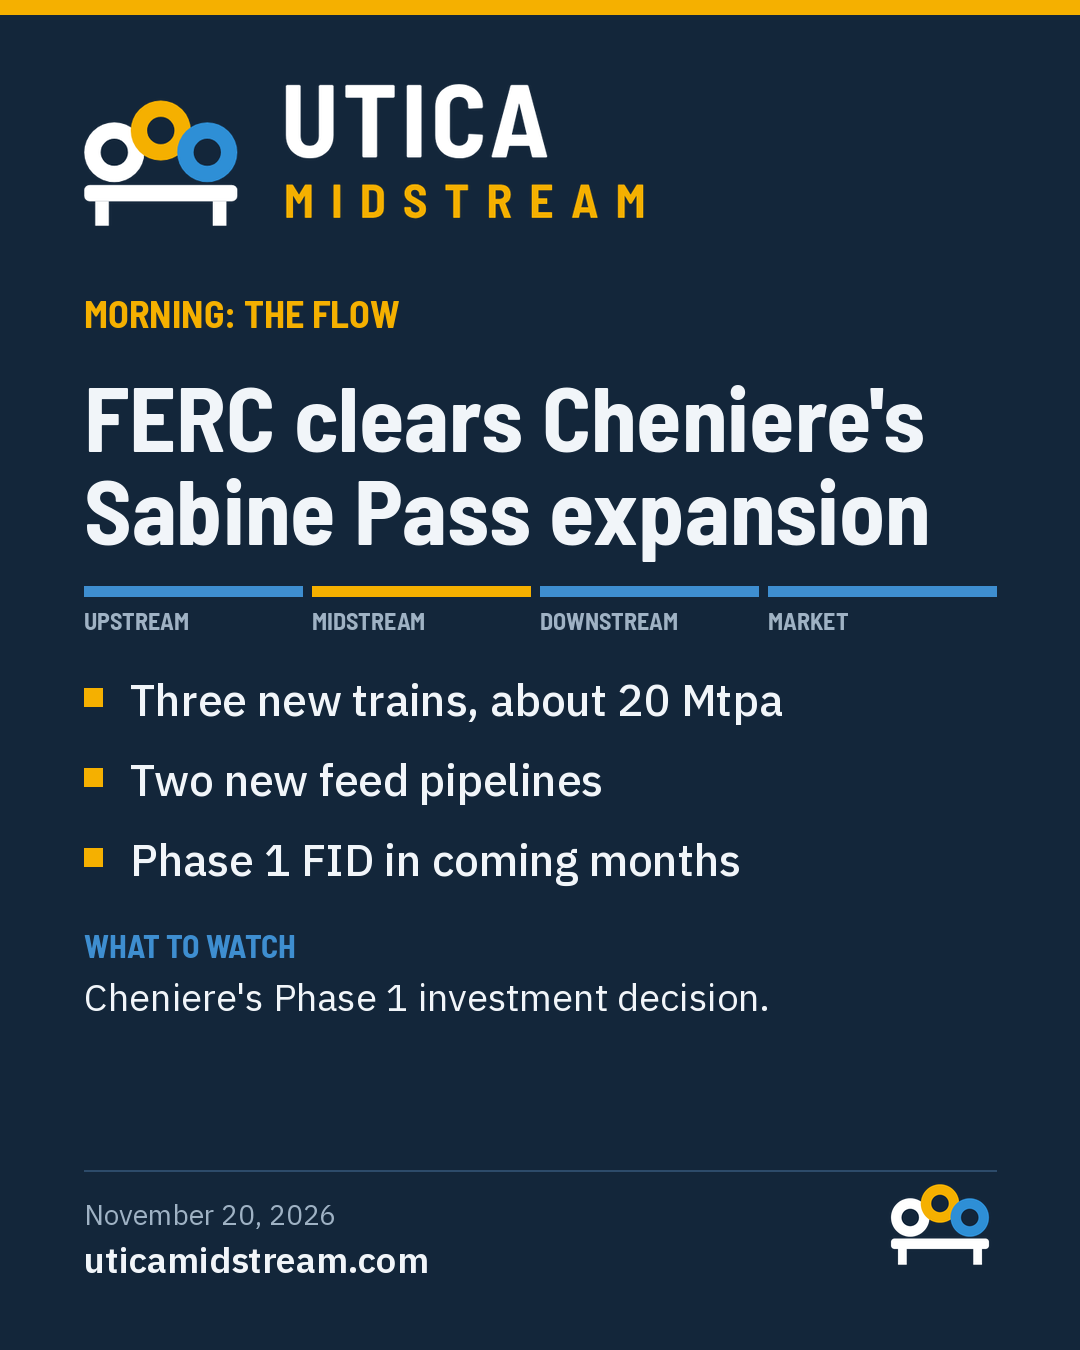 UTICA
MIDSTREAM
MORNING: THE FLOW
FERC clears Cheniere's
Sabine Pass expansion
UPSTREAM MIDSTREAM DOWNSTREAM MARKET
Three new trains, about 20 Mtpa
Two new feed pipelines
Phase 1 FID in coming months
WHAT TO WATCH
Cheniere's Phase 1 investment decision.
November 20, 2026
uticamidstream.com